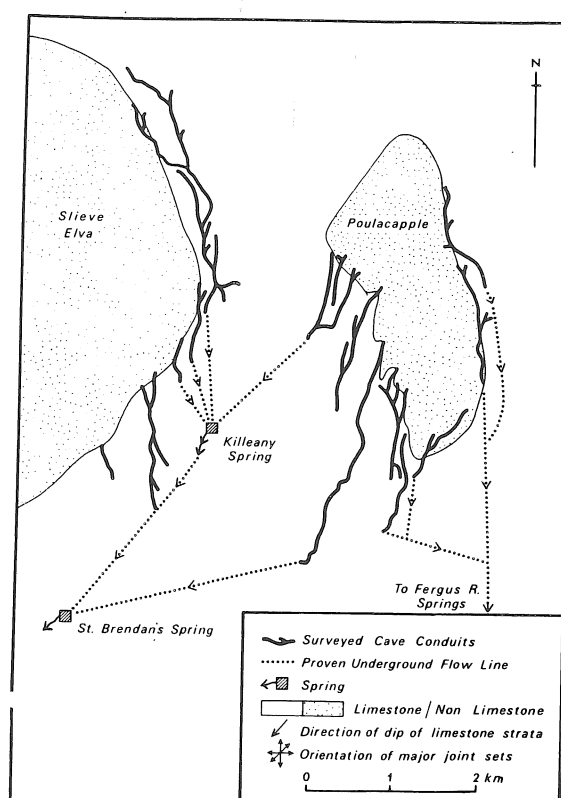 N
Slieve
Elva
Poulacapple
Killeany
Spring
To Fergus R.
Springs
St. Brendan's Spring
Surveyed Cave Conduits
Proven Underground Flow Line
Spring
Limestone / Non Limestone
Direction of dip of limestone strata
Orientation of major joint sets
0 1 2 km